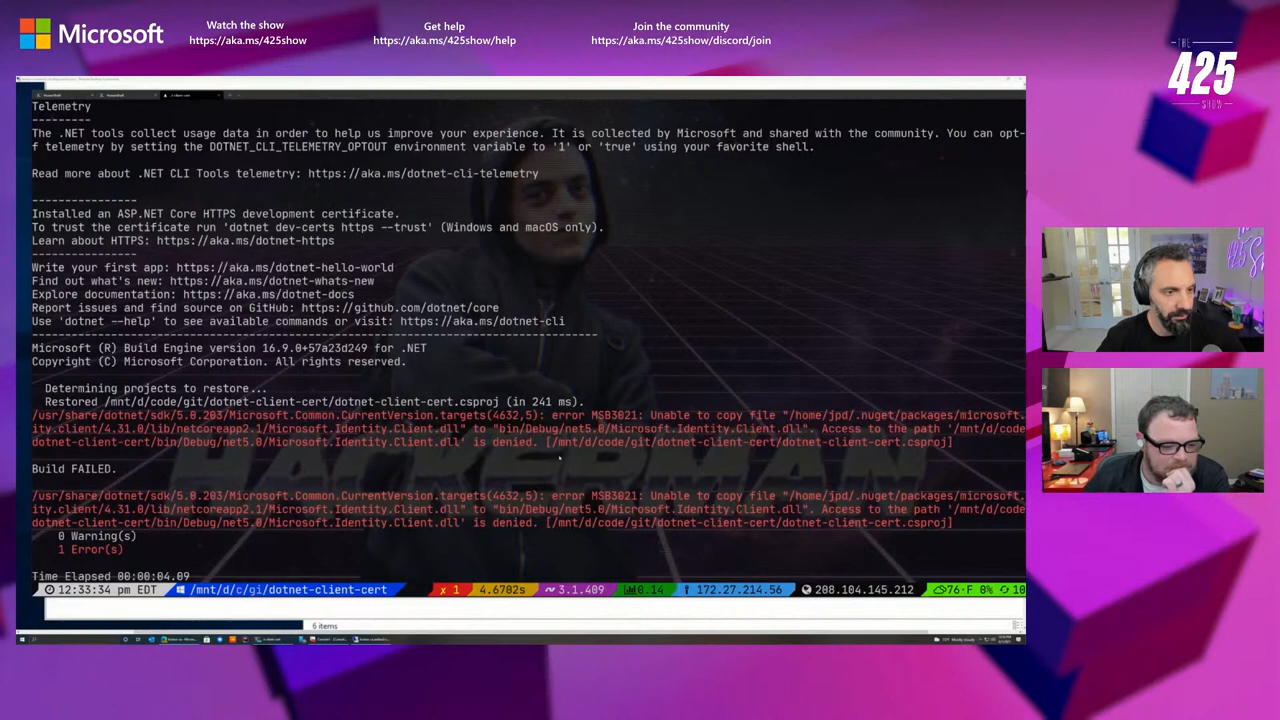 Microsoft
Watch the show
https://aka.ms/425show
Get help
https://aka.ms/425show/help
Join the community
https://aka.ms/425show/discord/join
THE
425
SHOW
Telemetry
---------
The .NET tools collect usage data in order to help us improve your experience. It is collected by Microsoft and shared with the community. You can opt-
f telemetry by setting the DOTNET_CLI_TELEMETRY_OPTOUT environment variable to '1' or 'true' using your favorite shell.
Read more about .NET CLI Tools telemetry: https://aka.ms/dotnet-cli-telemetry
----------------
Installed an ASP.NET Core HTTPS development certificate.
To trust the certificate run 'dotnet dev-certs https --trust' (Windows and macOS only).
Learn about HTTPS: https://aka.ms/dotnet-https
----------------
Write your first app: https://aka.ms/dotnet-hello-world
Find out what's new: https://aka.ms/dotnet-whats-new
Explore documentation: https://aka.ms/dotnet-docs
Report issues and find source on GitHub: https://github.com/dotnet/core
Use 'dotnet --help' to see available commands or visit: https://aka.ms/dotnet-cli
--------------------------------------------------------------------------------------
Microsoft (R) Build Engine version 16.9.0+57a23d249 for .NET
Copyright (C) Microsoft Corporation. All rights reserved.
Determining projects to restore...
Restored /mnt/d/code/git/dotnet-client-cert/dotnet-client-cert.csproj (in 241 ms).
/usr/share/dotnet/sdk/5.0.203/Microsoft.Common.CurrentVersion.targets(4632,5): error MSB3021: Unable to copy file "/home/jpd/.nuget/packages/microsoft.
ity.client/4.31.0/lib/netcoreapp2.1/Microsoft.Identity.Client.dll" to "bin/Debug/net5.0/Microsoft.Identity.Client.dll". Access to the path '/mnt/d/code
dotnet-client-cert/bin/Debug/net5.0/Microsoft.Identity.Client.dll' is denied. [/mnt/d/code/git/dotnet-client-cert/dotnet-client-cert.csproj]
Build FAILED.
/usr/share/dotnet/sdk/5.0.203/Microsoft.Common.CurrentVersion.targets(4632,5): error MSB3021: Unable to copy file "/home/jpd/.nuget/packages/microsoft.
ity.client/4.31.0/lib/netcoreapp2.1/Microsoft.Identity.Client.dll" to "bin/Debug/net5.0/Microsoft.Identity.Client.dll". Access to the path '/mnt/d/code
dotnet-client-cert/bin/Debug/net5.0/Microsoft.Identity.Client.dll' is denied. [/mnt/d/code/git/dotnet-client-cert/dotnet-client-cert.csproj]
0 Warning(s)
1 Error(s)
Time Elapsed 00:00:04.09
HACKERMAN
12:33:34 pm EDT /mnt/d/c/gi/dotnet-client-cert x 1 4.6782s 3.1.409 0.14 172.27.214.56 208.104.145.212 76°F 0% 10
6 items